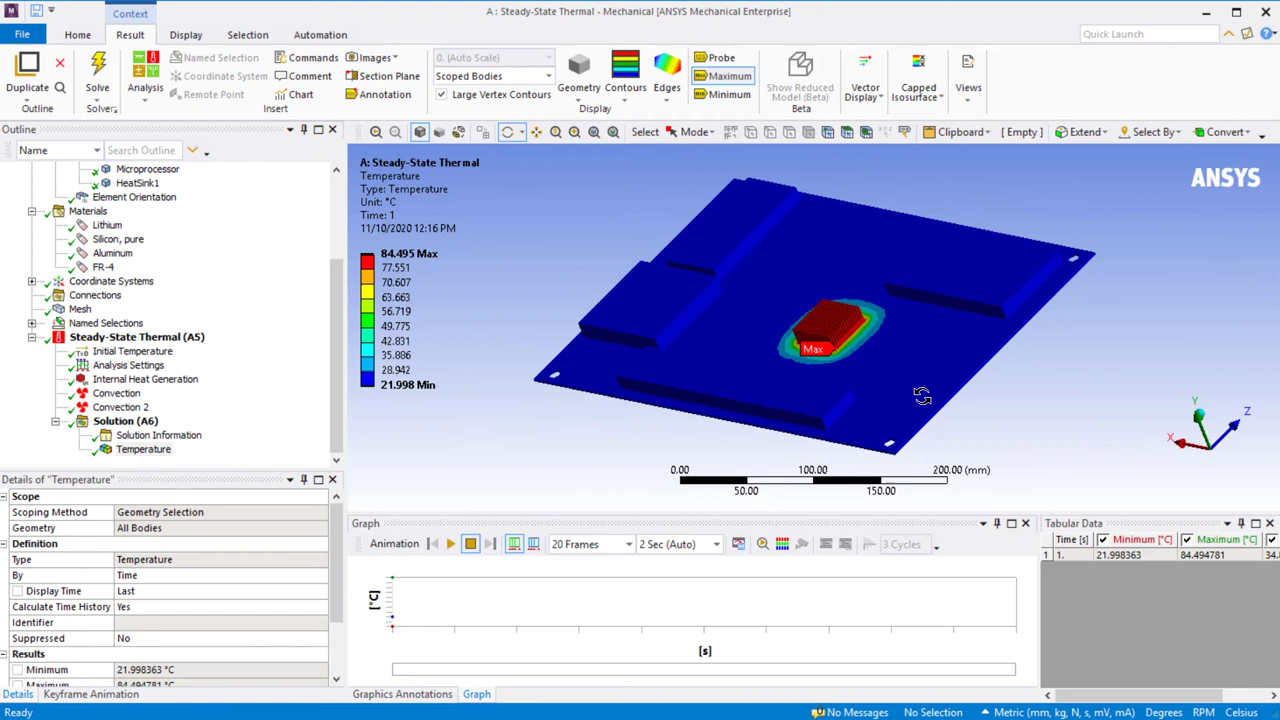 Context
A : Steady-State Thermal - Mechanical [ANSYS Mechanical Enterprise]
File
Home
Result
Display
Selection
Automation
Quick Launch
Duplicate
Outline
Solve
Solvers
Analysis
Named Selection
Coordinate System
Remote Point
Commands
Comment
Chart
Images
Section Plane
Annotation
Insert
0. (Auto Scale)
Scoped Bodies
Large Vertex Contours
Geometry
Contours
Edges
Display
Probe
Maximum
Minimum
Show Reduced
Model (Beta)
Beta
Vector
Display
Capped
Isosurface
Views
Outline
Name
Search Outline
Select
Mode
Clipboard
[ Empty ]
Extend
Select By
Convert
Microprocessor
HeatSink1
Element Orientation
Materials
Lithium
Silicon, pure
Aluminum
FR-4
Coordinate Systems
Connections
Mesh
Named Selections
Steady-State Thermal (A5)
Initial Temperature
Analysis Settings
Internal Heat Generation
Convection
Convection 2
Solution (A6)
Solution Information
Temperature
A: Steady-State Thermal
Temperature
Type: Temperature
Unit: °C
Time: 1
11/10/2020 12:16 PM
84.495 Max
77.551
70.607
63.663
56.719
49.775
42.831
35.886
28.942
21.998 Min
ANSYS
Max
Y
Z
X
0.00
100.00
200.00 (mm)
50.00
150.00
Details of "Temperature"
Scope
Scoping Method
Geometry Selection
Geometry
All Bodies
Definition
Type
Temperature
By
Time
Display Time
Last
Calculate Time History
Yes
Identifier
Suppressed
No
Results
Minimum
21.998363 °C
Maximum
84.494781 °C
Details
Keyframe Animation
Graph
Animation
20 Frames
2 Sec (Auto)
3 Cycles
[°C]
[s]
Graphics Annotations
Graph
Tabular Data
Time [s]
Minimum [°C]
Maximum [°C]
1
1.
21.998363
84.494781
34.8
Ready
No Messages
No Selection
Metric (mm, kg, N, s, mV, mA)
Degrees
RPM
Celsius